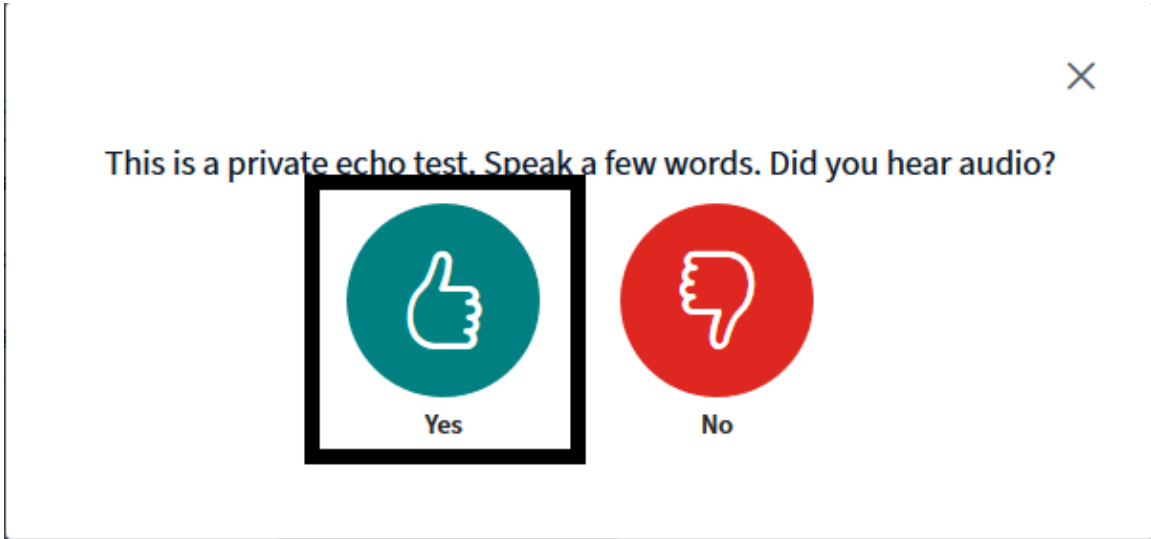 This is a private echo test. Speak a few words. Did you hear audio?
Yes
No